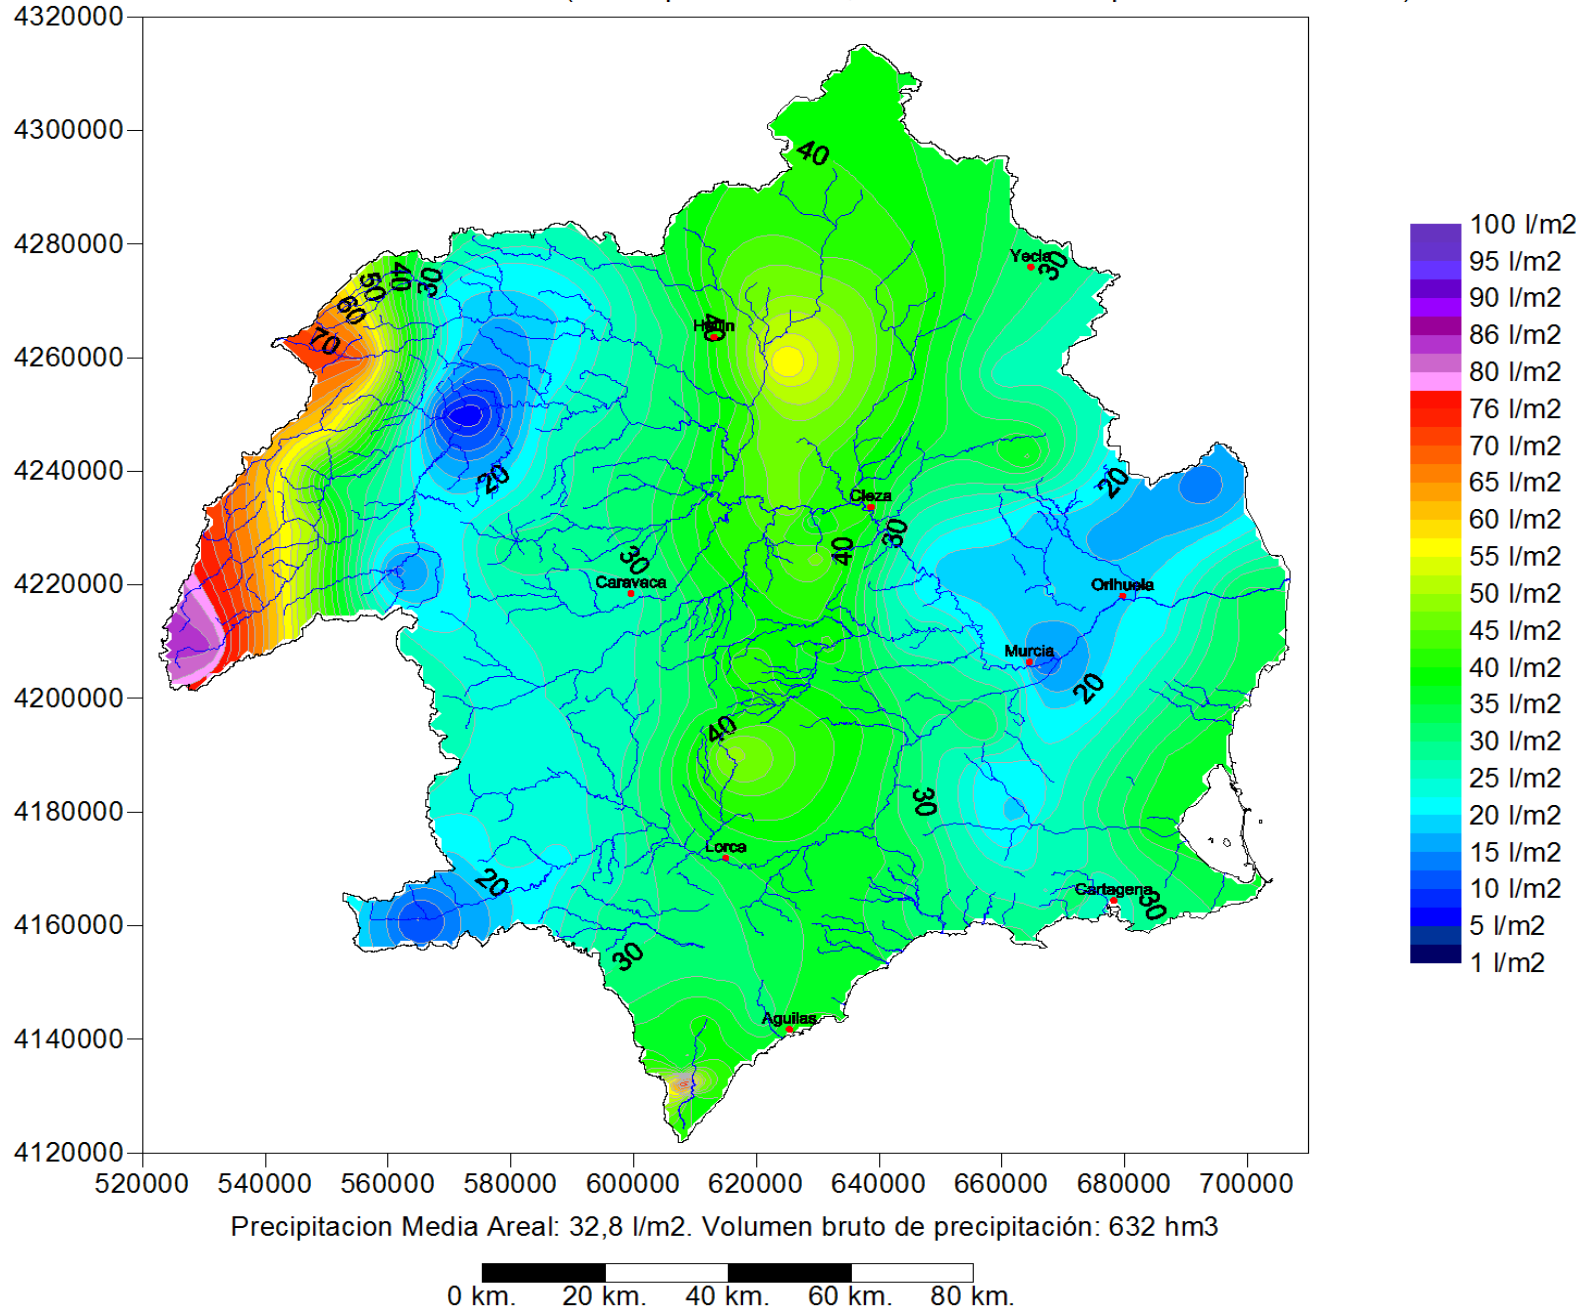 4320000
4300000
4280000
4260000
4240000
4220000
4200000
4180000
4160000
4140000
4120000
520000 540000 560000 580000 600000 620000 640000 660000 680000 700000
40
Yecla
30
50 40 30
60
70
Hellin
40
20
20
Cieza
30
40
30
Caravaca
Orihuela
Murcia
20
40
30
Lorca
20
Cartagena
30
30
Aguilas
100 l/m2
95 l/m2
90 l/m2
86 l/m2
80 l/m2
76 l/m2
70 l/m2
65 l/m2
60 l/m2
55 l/m2
50 l/m2
45 l/m2
40 l/m2
35 l/m2
30 l/m2
25 l/m2
20 l/m2
15 l/m2
10 l/m2
5 l/m2
1 l/m2
Precipitacion Media Areal: 32,8 l/m2. Volumen bruto de precipitación: 632 hm3
0 km. 20 km. 40 km. 60 km. 80 km.